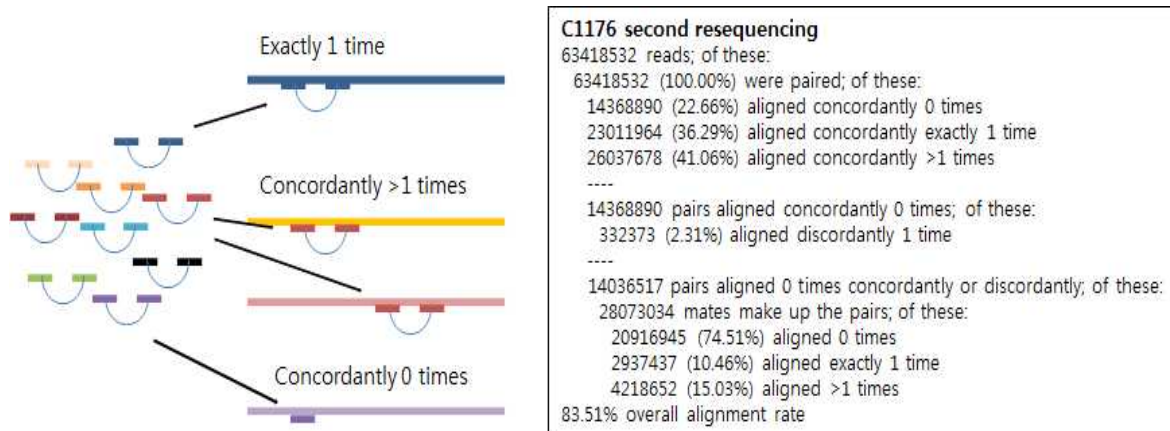 Exactly 1 time
Concordantly >1 times
Concordantly 0 times
C1176 second resequencing
63418532 reads; of these:
63418532 (100.00%) were paired; of these:
14368890 (22.66%) aligned concordantly 0 times
23011964 (36.29%) aligned concordantly exactly 1 time
26037678 (41.06%) aligned concordantly >1 times
----
14368890 pairs aligned concordantly 0 times; of these:
332373 (2.31%) aligned discordantly 1 time
----
14036517 pairs aligned 0 times concordantly or discordantly; of these:
28073034 mates make up the pairs; of these:
20916945 (74.51%) aligned 0 times
2937437 (10.46%) aligned exactly 1 time
4218652 (15.03%) aligned >1 times
83.51% overall alignment rate